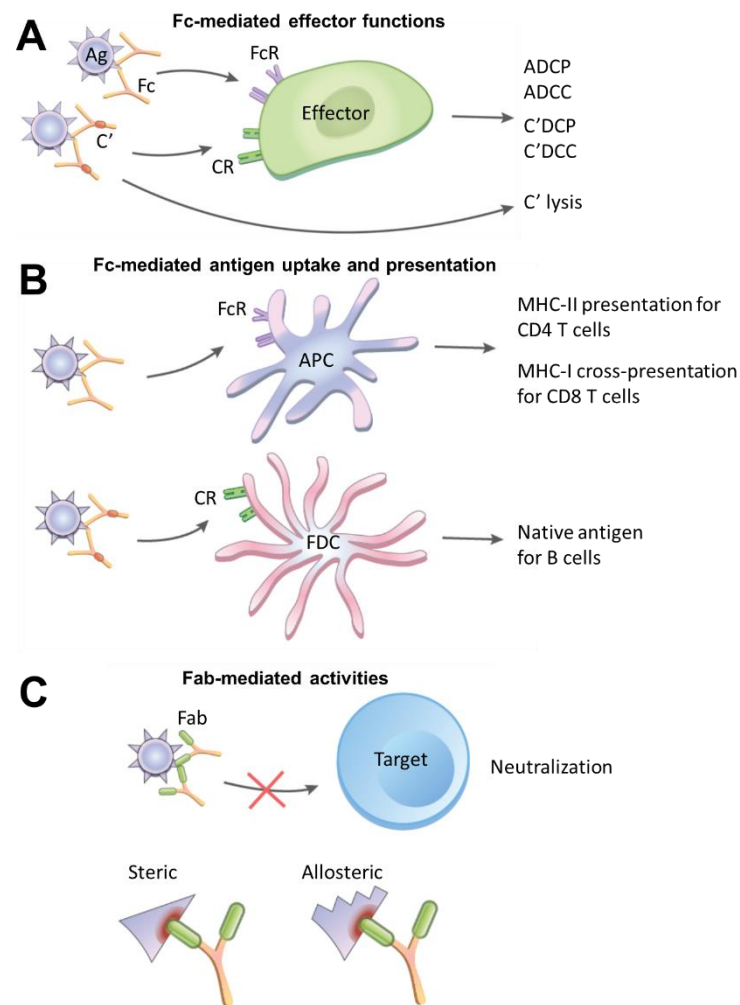 A
Fc-mediated effector functions
Ag
Fc
C’
FcR
CR
Effector
ADCP
ADCC
C’DCP
C’DCC
C’ lysis
B
Fc-mediated antigen uptake and presentation
FcR
APC
MHC-II presentation for
CD4 T cells
MHC-I cross-presentation
for CD8 T cells
CR
FDC
Native antigen
for B cells
C
Fab-mediated activities
Fab
Target
Neutralization
Steric
Allosteric